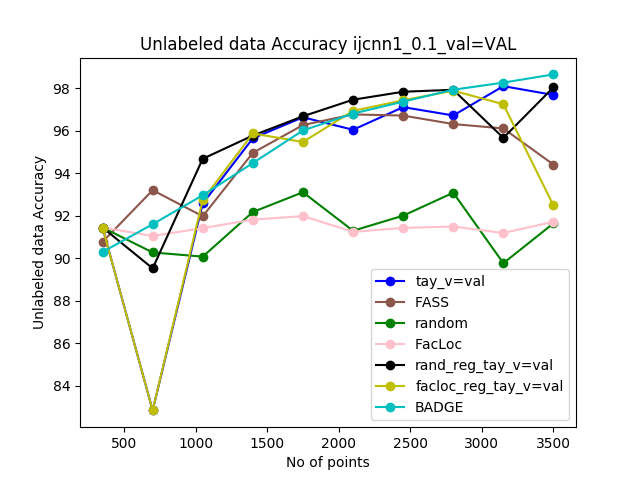 Unlabeled data Accuracy ijcnn1_0.1_val=VAL
Unlabeled data Accuracy
98
96
94
92
90
88
86
84
tay_v=val
FASS
random
FacLoc
rand_reg_tay_v=val
facloc_reg_tay_v=val
BADGE
500
1000
1500
2000
2500
3000
3500
No of points